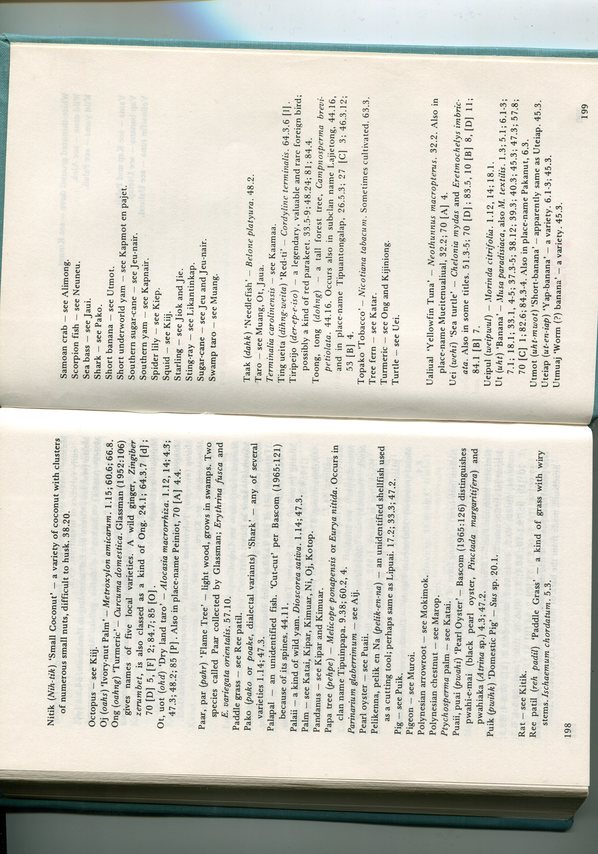 Nitik (Nih-tik) ‘Small Coconut’ — a variety of coconut with clusters
of numerous small nuts, difficult to husk. 38.20.
Octopus — see Kiij.
Oj (oahs) ‘Ivory-nut Palm’ — Metroxylon amicarum. 1.15; 60.6; 66.8.
Ong (oahng) ‘Turmeric’ — Curcuma domestica. Glassman (1952:106)
gives names of five local varieties. A wild ginger, Zingiber
zerumbet, is also classed as a kind of Ong. 24.1; 64.3.7 [d] ;
70 [D] 5, [F] 2; 84.7; 85 [O] .
Ot, uot (ohd) ‘Dry land taro’ — Alocasia macrorrhiza. 1.12, 14; 4.3;
47.3; 48.2; 85 [P] . Also in place-name Peiniot, 70 [A] 4.4.
Paar, par (pahr) ‘Flame Tree’ — light wood, grows in swamps. Two
species called Paar collected by Glassman; Erythrina fusca and
E. variegata orientalis. 57.10.
Paddle grass — see Ree patil.
Pako (pako or poake, dialectal variants) ‘Shark’ — any of several
varieties 1.14; 47.3.
Palapal — an unidentified fish. ‘Cut-cut’ per Bascom (1965:121)
because of its spines. 44.11.
Palaii — a kind of wild yam. Dioscorea sativa. 1.14; 47.3.
Palm — see Katai, Kipar, Kimuar, Ni, Oj, Kotop.
Pandanus — see Kipar and Kimuar.
Papa tree (pehpe) — Melicope ponapensis or Eurya nitida. Occurs in
clan name Tipuinpapa. 9.38; 60.2, 4.
Parinarium glaberrimum — see Aij.
Pearl oyster — see Puaii.
Pelikenna, pelik en Na (pelik-en-na) — an unidentified shellfish used
as a cutting tool; perhaps same as Lipuai. 17.2; 33.3; 47.2.
Pig — see Puik.
Pigeon — see Muroi.
Polynesian arrowroot — see Mokimok.
Polynesian chestnut — see Marop.
Ptychosperma palm — see Katai.
Puaii, puai (pwahi) ‘Pearl Oyster’ — Bascom (1965:126) distinguishes
pwahi-e-mai (black pearl oyster, Pinctada margaritifera) and
pwahiaka (Atrina sp.) 4.3; 47.2.
Puik (pwihk) ‘Domestic Pig’ — Sus sp. 20.1.
Rat — see Kitik.
Ree patil (reh padil) ‘Paddle Grass’ — a kind of grass with wiry
stems. Ischaemum chordatum. 5.3.
198
Samoan crab — see Alimong.
Scorpion fish — see Neuneu.
Sea bass — see Jaui.
Shark — see Pako.
Short banana — see Utmot.
Short underworld yam — see Kapmot en pajet.
Southern sugar-cane — see Jeu-nair.
Southern yam — see Kapnair.
Spider lily — see Kiep.
Squid — see Kiij.
Starling — see Jiok and Jie.
Sting-ray — see Likantinkap.
Sugar-cane — see Jeu and Jeu-nair.
Swamp taro — see Muang.
Taak (dahk) ‘Needlefish’ — Belone platyura. 48.2.
Taro — see Muang, Ot, Jaua.
Terminalia carolinensis — see Kaamaa.
Ting ueita (dihng-weita) ‘Red-ti’ — Cordyline terminalis. 64.3.6 [l] .
Tiripeijo (der-ep-e-iso) — a legendary, valuable and rare foreign bird;
possibly a kind of red parakeet. 33.5-9; 48.24; 81; 84.4.
Toong, tong (dohng) — a tall forest tree, Campnosperma brevi-
petiolata. 44.16. Occurs also in subclan name Lajietong, 44.16,
and in place-name Tipuantongalap, 26.5.3; 27 [C] 3; 46.3.12;
53 [B] 4.
Topako ‘Tobacco’ — Nicotiana tabacum. Sometimes cultivated. 63.3.
Tree fern — see Katar.
Turmeric — see Ong and Kijiniong.
Turtle — see Uei.
Ualiual ‘Yellowfin Tuna’ — Neothunnus macropterus. 32.2. Also in
place-name Mueitenualiual, 32.2; 70 [A] 4.
Uei (wehi) ‘Sea turtle’ — Chelonia mydas and Eretmochelys imbric-
ata. Also in some titles. 51.3-5; 70 [D] ; 83.5, 10 [B] 8, [D] 11;
84.1 [B] 7.
Ueipul (weipwul) — Morinda citrifolia. 1.12, 14; 18.1.
Ut (uht) ‘Banana’ — Musa paradisiaca, also M. textilis. 1.3; 5.1; 6.1-3;
7.1; 18.1; 33.1, 4-5; 37.3-5; 38.12; 39.3; 40.3; 45.3; 47.3; 57.8;
70 [C] 1; 82.6; 84.3-4. Also in place-name Pakanut, 6.3.
Utmot (uht-mwot) ‘Short-banana’ — apparently same as Uteiap. 45.3.
Uteiap (ut-en-iap) ‘Yap-banana’ — a variety. 6.1-3; 45.3.
Utmuaj ‘Worm (?) banana’ — a variety. 45.3.
199